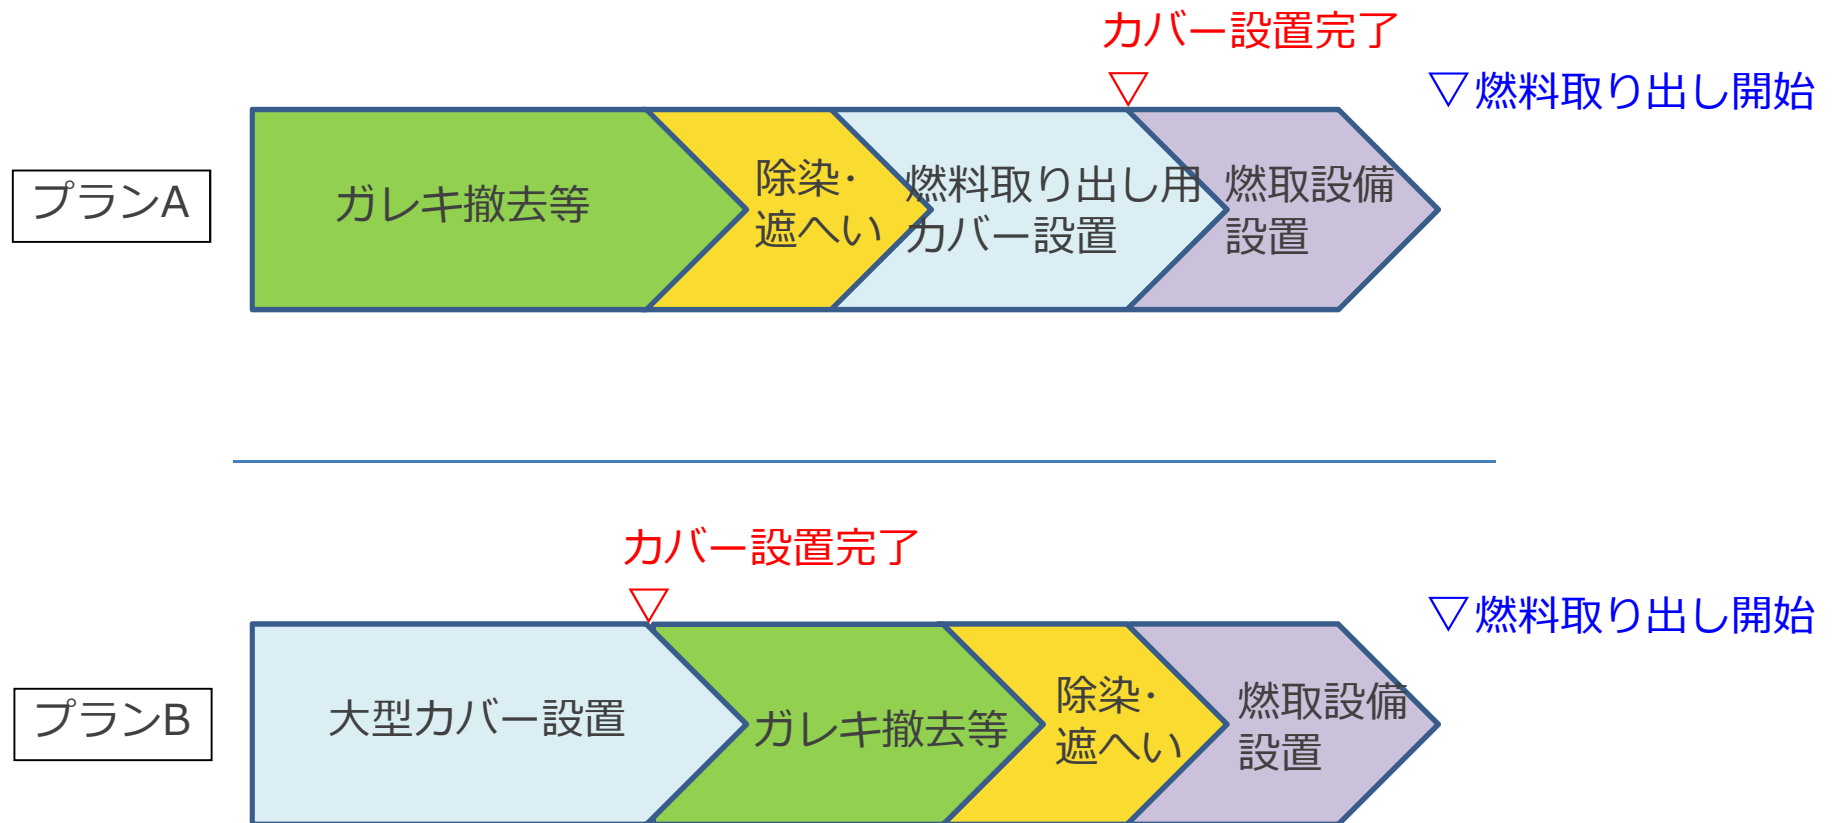 カバー設置完了
▽燃料取り出し開始
プランA
ガレキ撤去等
除染・
遮へい
燃料取り出し用
カバー設置
燃取設備
設置
カバー設置完了
▽燃料取り出し開始
プランB
大型カバー設置
ガレキ撤去等
除染・
遮へい
燃取設備
設置